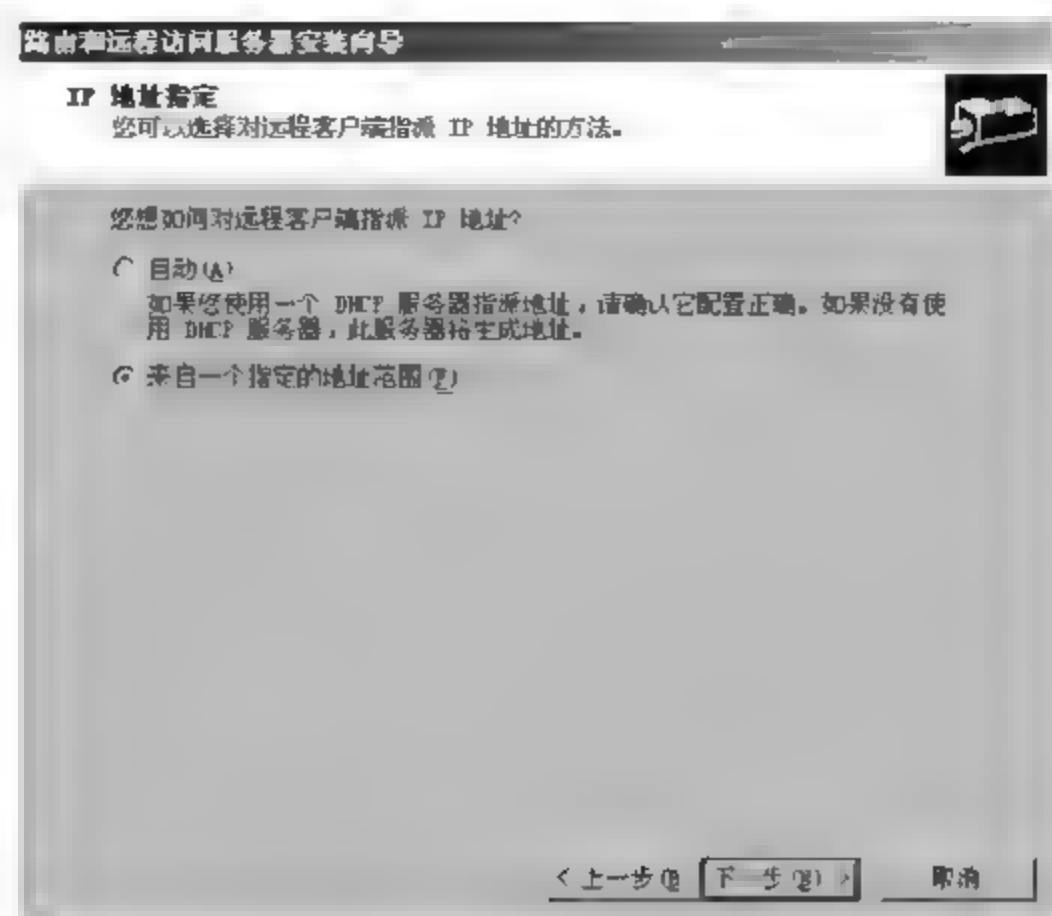 路由和远程访问服务器安装向导
IP 地址指定
您可以选择对远程客户端指派 IP 地址的方法。
您想如何对远程客户端指派 IP 地址?
自动(A)
如果您使用一个 DHCP 服务器指派地址，请确认它配置正确。如果没有使
用 DHCP 服务器，此服务器将生成地址。
来自一个指定的地址范围(F)
< 上一步(B) 下一步(N) > 取消